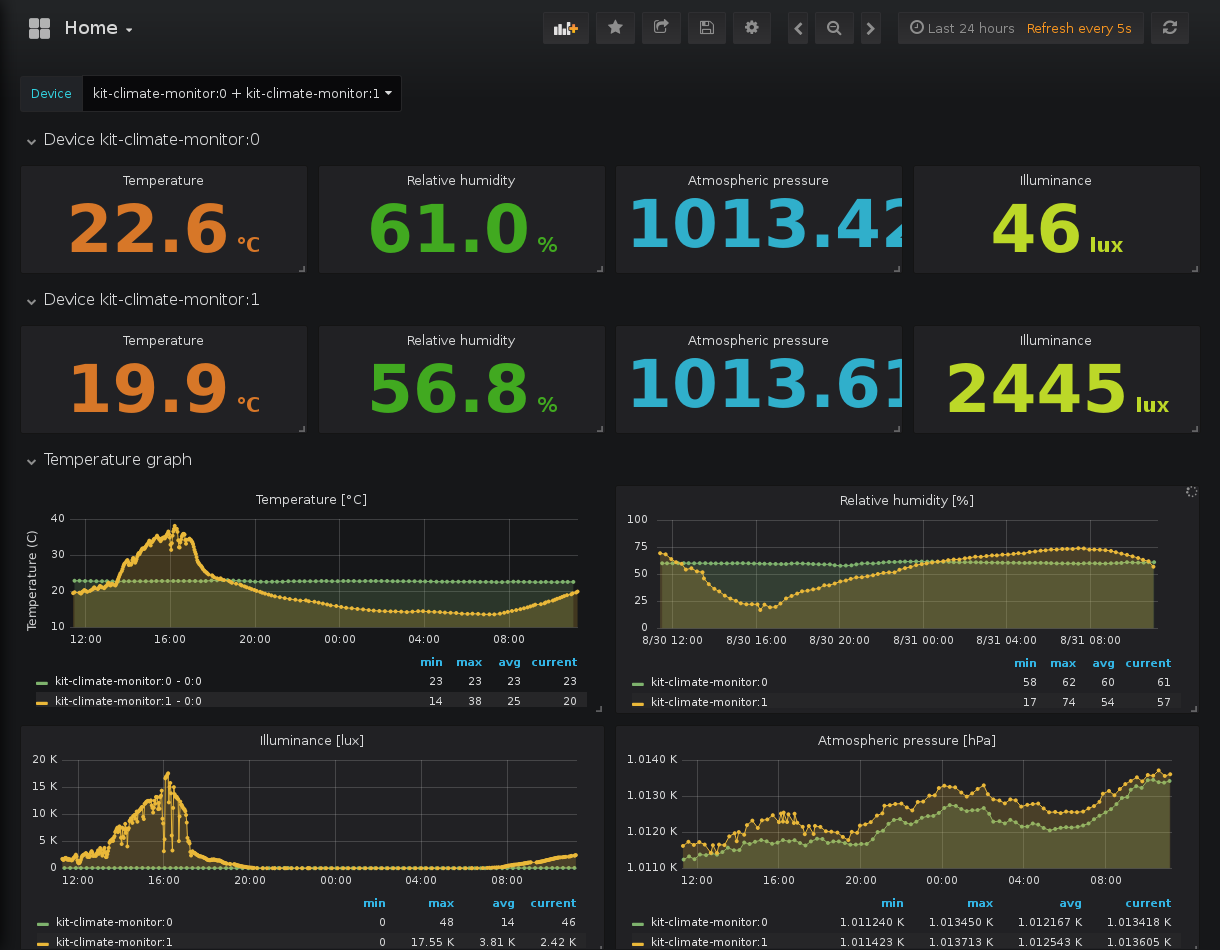 Home
Last 24 hours Refresh every 5s
Device kit-climate-monitor:0 + kit-climate-monitor:1
Device kit-climate-monitor:0
Temperature Relative humidity Atmospheric pressure Illuminance
22.6 °C 61.0 % 1013.42 46 lux
Device kit-climate-monitor:1
Temperature Relative humidity Atmospheric pressure Illuminance
19.9 °C 56.8 % 1013.61 2445 lux
Temperature graph
Temperature [°C]
Temperature (C)
40
30
20
10
12:00 16:00 20:00 00:00 04:00 08:00
min max avg current
kit-climate-monitor:0 - 0:0 23 23 23 23
kit-climate-monitor:1 - 0:0 14 38 25 20
Relative humidity [%]
100
75
50
25
0
8/30 12:00 8/30 16:00 8/30 20:00 8/31 00:00 8/31 04:00 8/31 08:00
min max avg current
kit-climate-monitor:0 58 62 60 61
kit-climate-monitor:1 17 74 54 57
Illuminance [lux]
20 K
15 K
10 K
5 K
0
12:00 16:00 20:00 00:00 04:00 08:00
min max avg current
kit-climate-monitor:0 0 48 14 46
kit-climate-monitor:1 0 17.55 K 3.81 K 2.42 K
Atmospheric pressure [hPa]
1.0140 K
1.0130 K
1.0120 K
1.0110 K
12:00 16:00 20:00 00:00 04:00 08:00
min max avg current
kit-climate-monitor:0 1.011240 K 1.013450 K 1.012167 K 1.013418 K
kit-climate-monitor:1 1.011423 K 1.013713 K 1.012543 K 1.013605 K